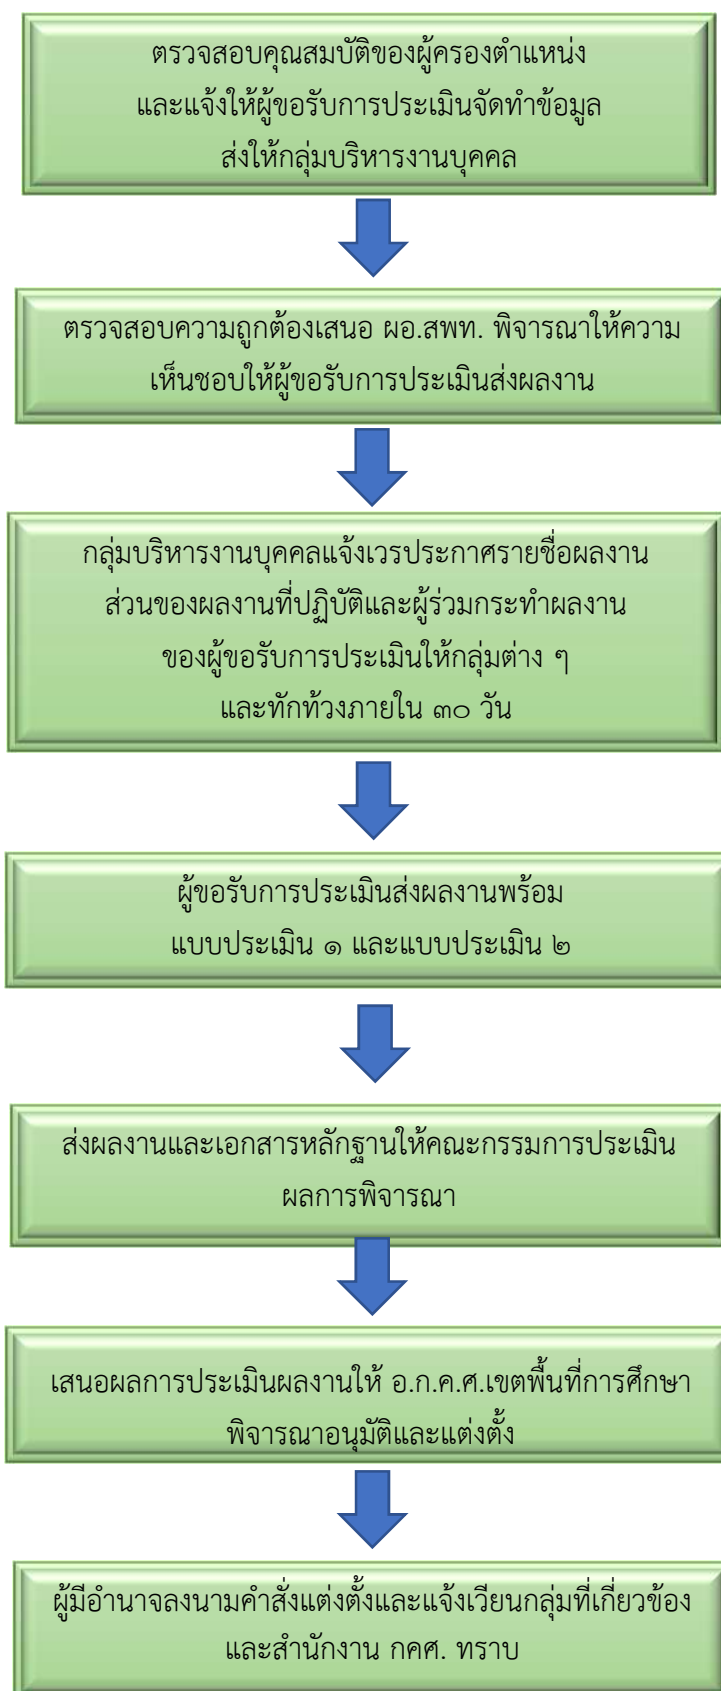 ตรวจสอบคุณสมบัติของผู้ครองตำแหน่ง
และแจ้งให้ผู้ขอรับการประเมินจัดทำข้อมูล
ส่งให้กลุ่มบริหารงานบุคคล
ตรวจสอบความถูกต้องเสนอ ผอ.สพท. พิจารณาให้ความ
เห็นชอบให้ผู้ขอรับการประเมินส่งผลงาน
กลุ่มบริหารงานบุคคลแจ้งเวรประกาศรายชื่อผลงาน
ส่วนของผลงานที่ปฏิบัติและผู้ร่วมกระทำผลงาน
ของผู้ขอรับการประเมินให้กลุ่มต่าง ๆ
และทักท้วงภายใน ๓๐ วัน
ผู้ขอรับการประเมินส่งผลงานพร้อม
แบบประเมิน ๑ และแบบประเมิน ๒
ส่งผลงานและเอกสารหลักฐานให้คณะกรรมการประเมิน
ผลการพิจารณา
เสนอผลการประเมินผลงานให้ อ.ก.ค.ศ.เขตพื้นที่การศึกษา
พิจารณาอนุมัติและแต่งตั้ง
ผู้มีอำนาจลงนามคำสั่งแต่งตั้งและแจ้งเวียนกลุ่มที่เกี่ยวข้อง
และสำนักงาน กคศ. ทราบ